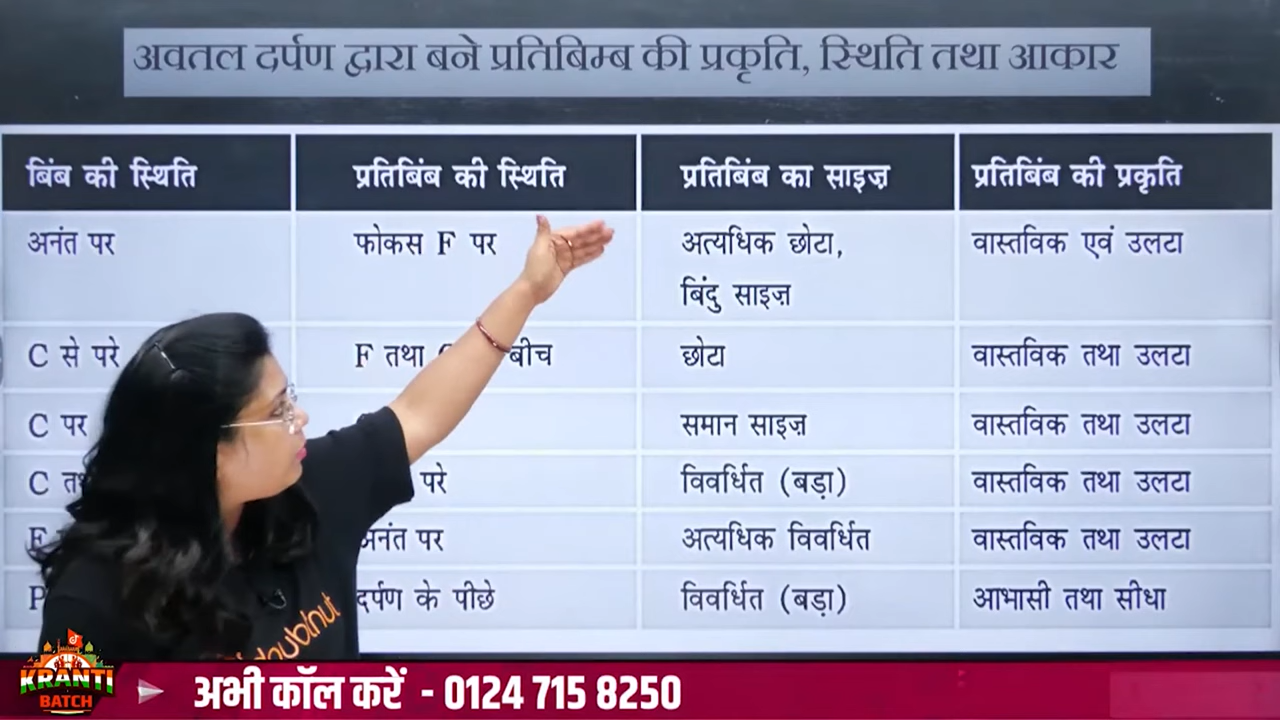 अवतल दर्पण द्वारा बने प्रतिबिम्ब की प्रकृति, स्थिति तथा आकार
बिंब की स्थिति प्रतिबिंब की स्थिति प्रतिबिंब का साइज़ प्रतिबिंब की प्रकृति
अनंत पर फोकस F पर अत्यधिक छोटा, वास्तविक एवं उलटा
बिंदु साइज़
C से परे F तथा बीच छोटा वास्तविक तथा उलटा
C पर समान साइज़ वास्तविक तथा उलटा
C परे विवर्धित (बड़ा) वास्तविक तथा उलटा
अनंत पर अत्यधिक विवर्धित वास्तविक तथा उलटा
P दर्पण के पीछे विवर्धित (बड़ा) आभासी तथा सीधा
doubtnut
KRANTI
BATCH
अभी कॉल करें - 0124 715 8250